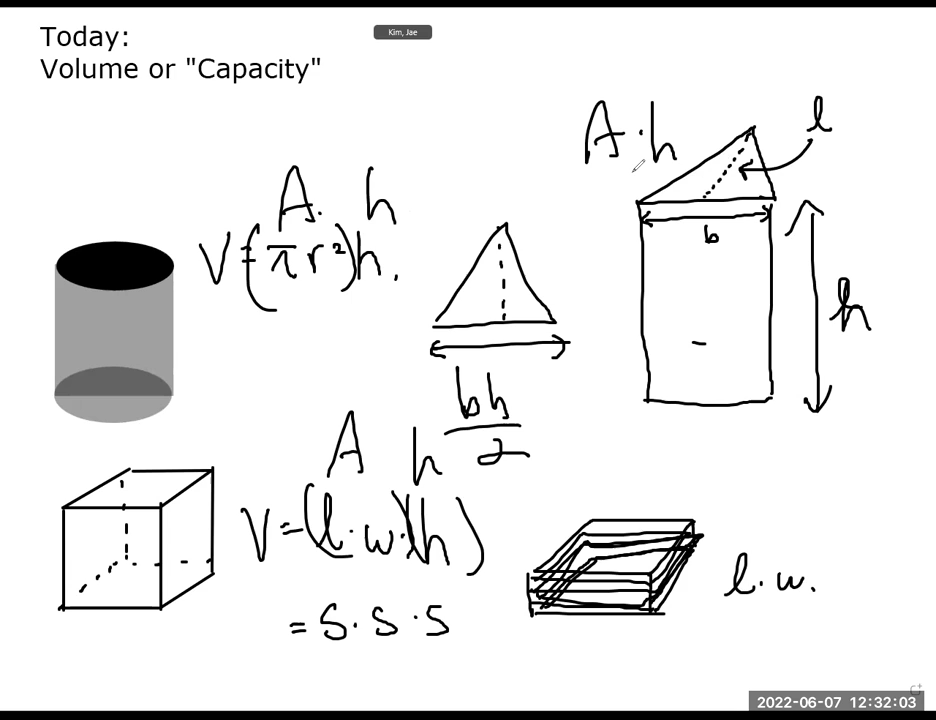 Today:
Kim, Jae
Volume or "Capacity"
A·h
l
A. h
V=(πr²)h.
b
h
bh
2
A h
V=(l·w·)(h)
l·w.
=s·s·s
2022-06-07 12:32:03